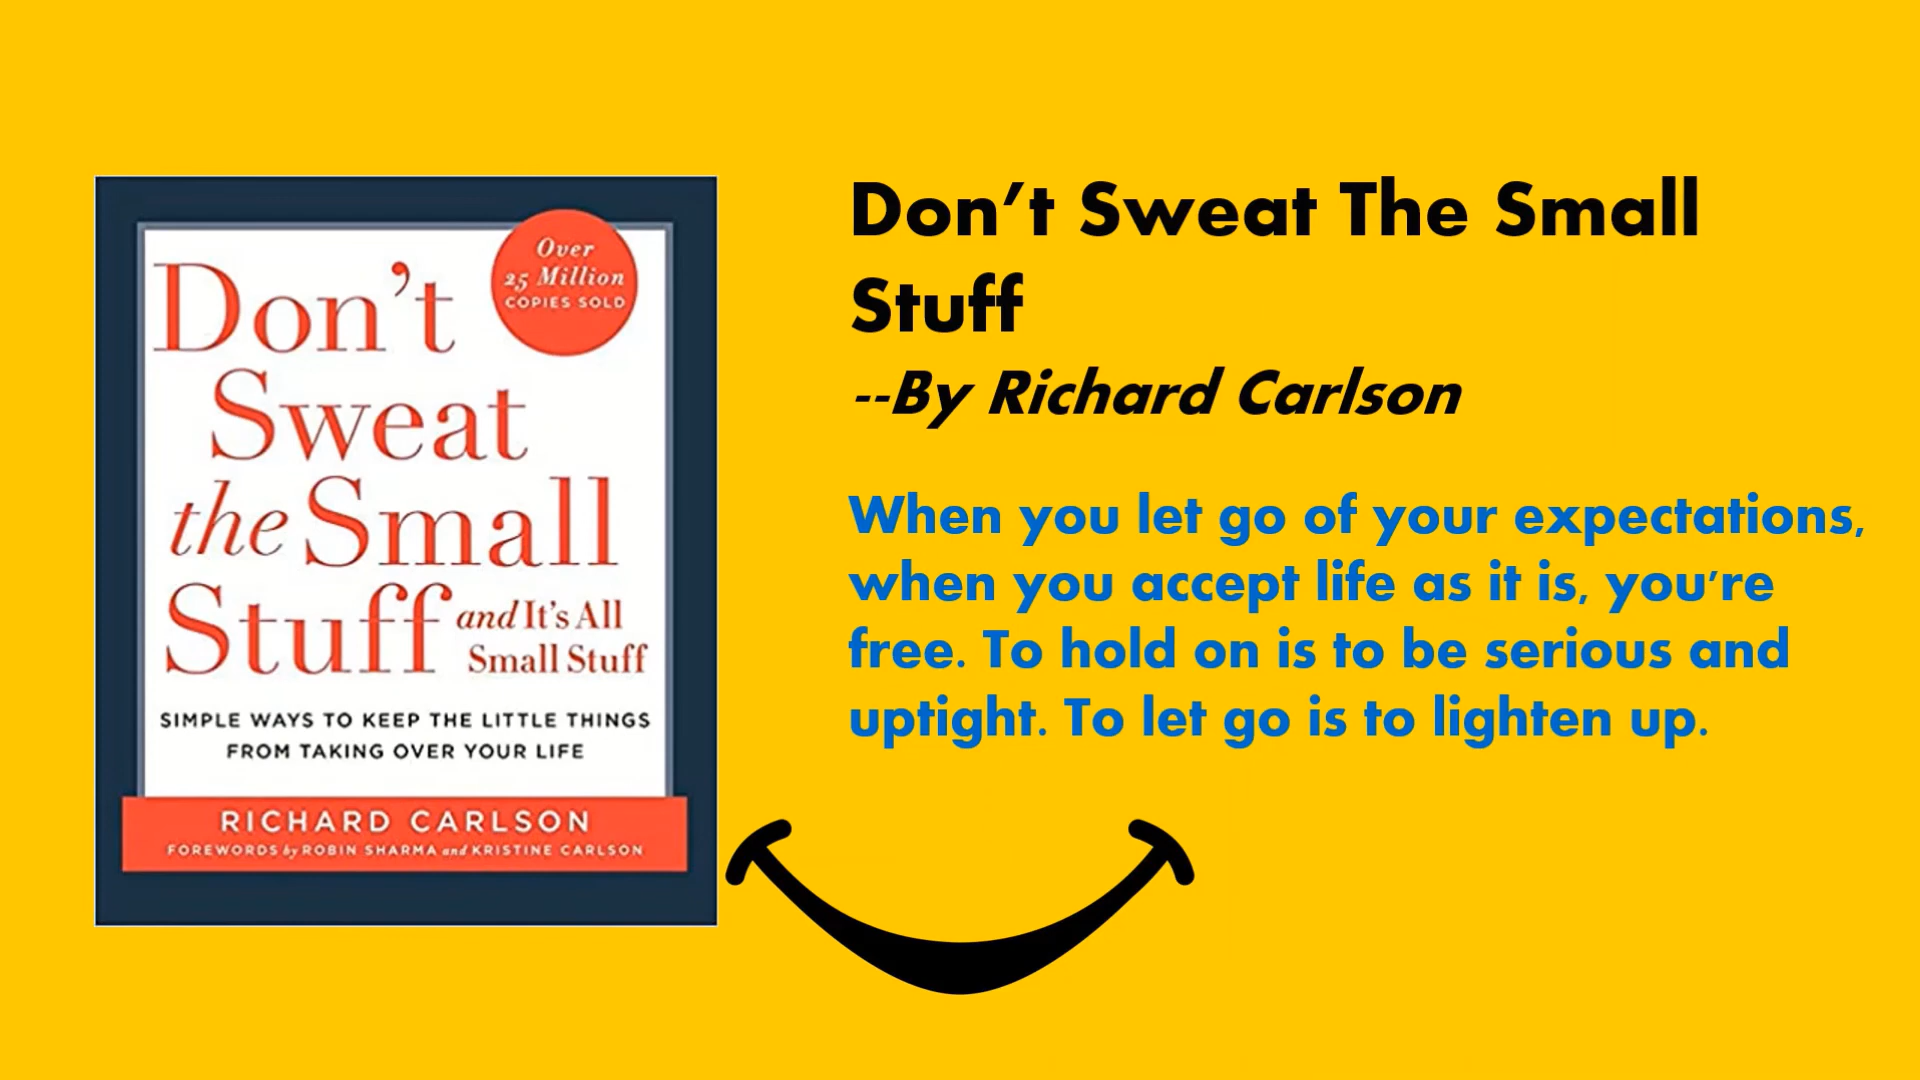 Don't
Over
25 Million
COPIES SOLD
Sweat
the Small
Stuff and It's All
Small Stuff
SIMPLE WAYS TO KEEP THE LITTLE THINGS
FROM TAKING OVER YOUR LIFE
RICHARD CARLSON
FOREWORDS by ROBIN SHARMA and KRISTINE CARLSON
Don’t Sweat The Small
Stuff
--By Richard Carlson
When you let go of your expectations,
when you accept life as it is, you're
free. To hold on is to be serious and
uptight. To let go is to lighten up.